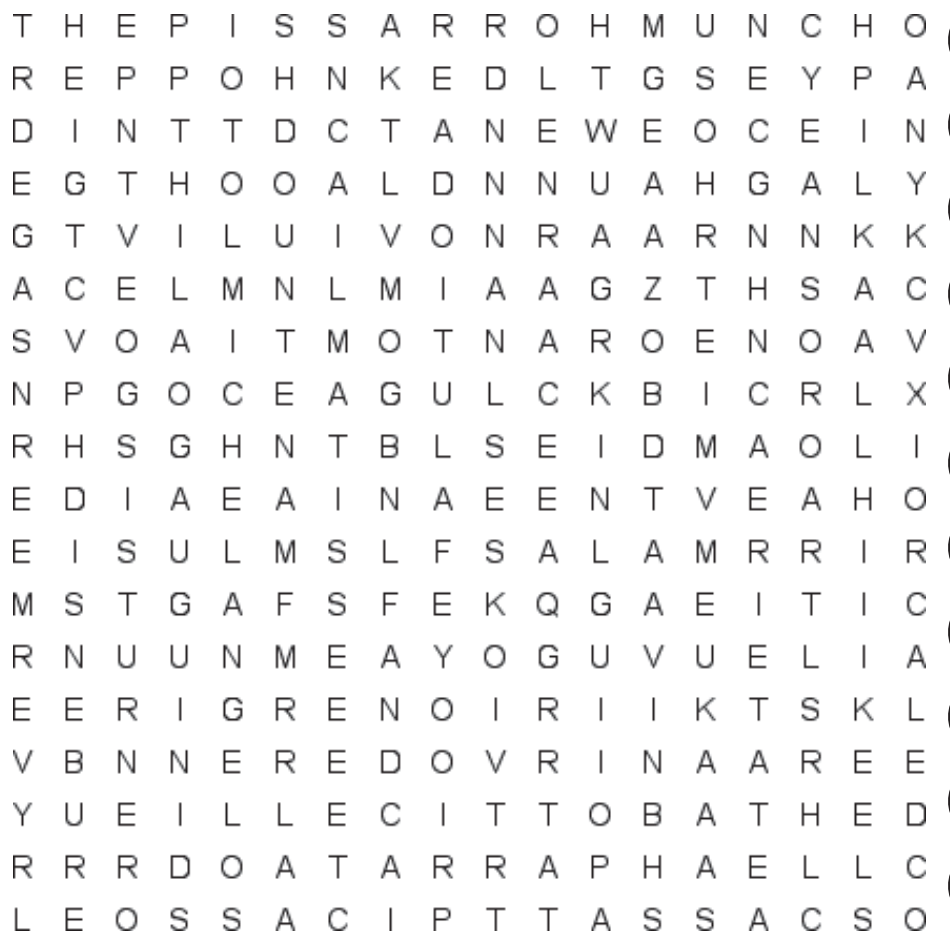 T H E P I S S A R R O H M U N C H O
R E P P O H N K E D L T G S E Y P A
D I N T T D C T A N E W E O C E I N
E G T H O O A L D N N U A H G A L Y
G T V I L U I V O N R A A R N N K K
A C E L M N L M I A A G Z T H S A C
S V O A I T M O T N A R O E N O A V
N P G O C E A G U L C K B I C R L X
R H S G H N T B L S E I D M A O L I
E D I A E A I N A E E N T V E A H O
E I S U L M S L F S A L A M R R I R
M S T G A F S F E K Q G A E I T I C
R N U U N M E A Y O G U V U E L I A
E E R I G R E N O I R I I K T S K L
V B N N E R E D O V R I N A A R E E
Y U E I L L E C I T T O B A T H E D
R R R D O A T A R R A P H A E L L C
L E O S S A C I P T T A S S A C S O